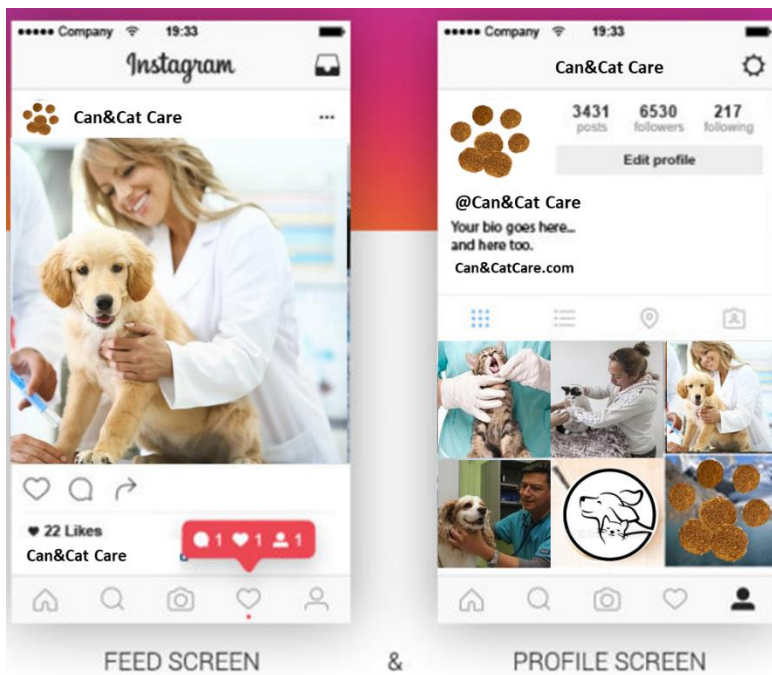 Company 19:33
Instagram
Can&Cat Care
22 Likes
Can&Cat Care
1 1 1
FEED SCREEN
&
Company 19:33
Can&Cat Care
3431 6530 217
posts followers following
Edit profile
@Can&Cat Care
Your bio goes here...
and here too.
Can&CatCare.com
PROFILE SCREEN